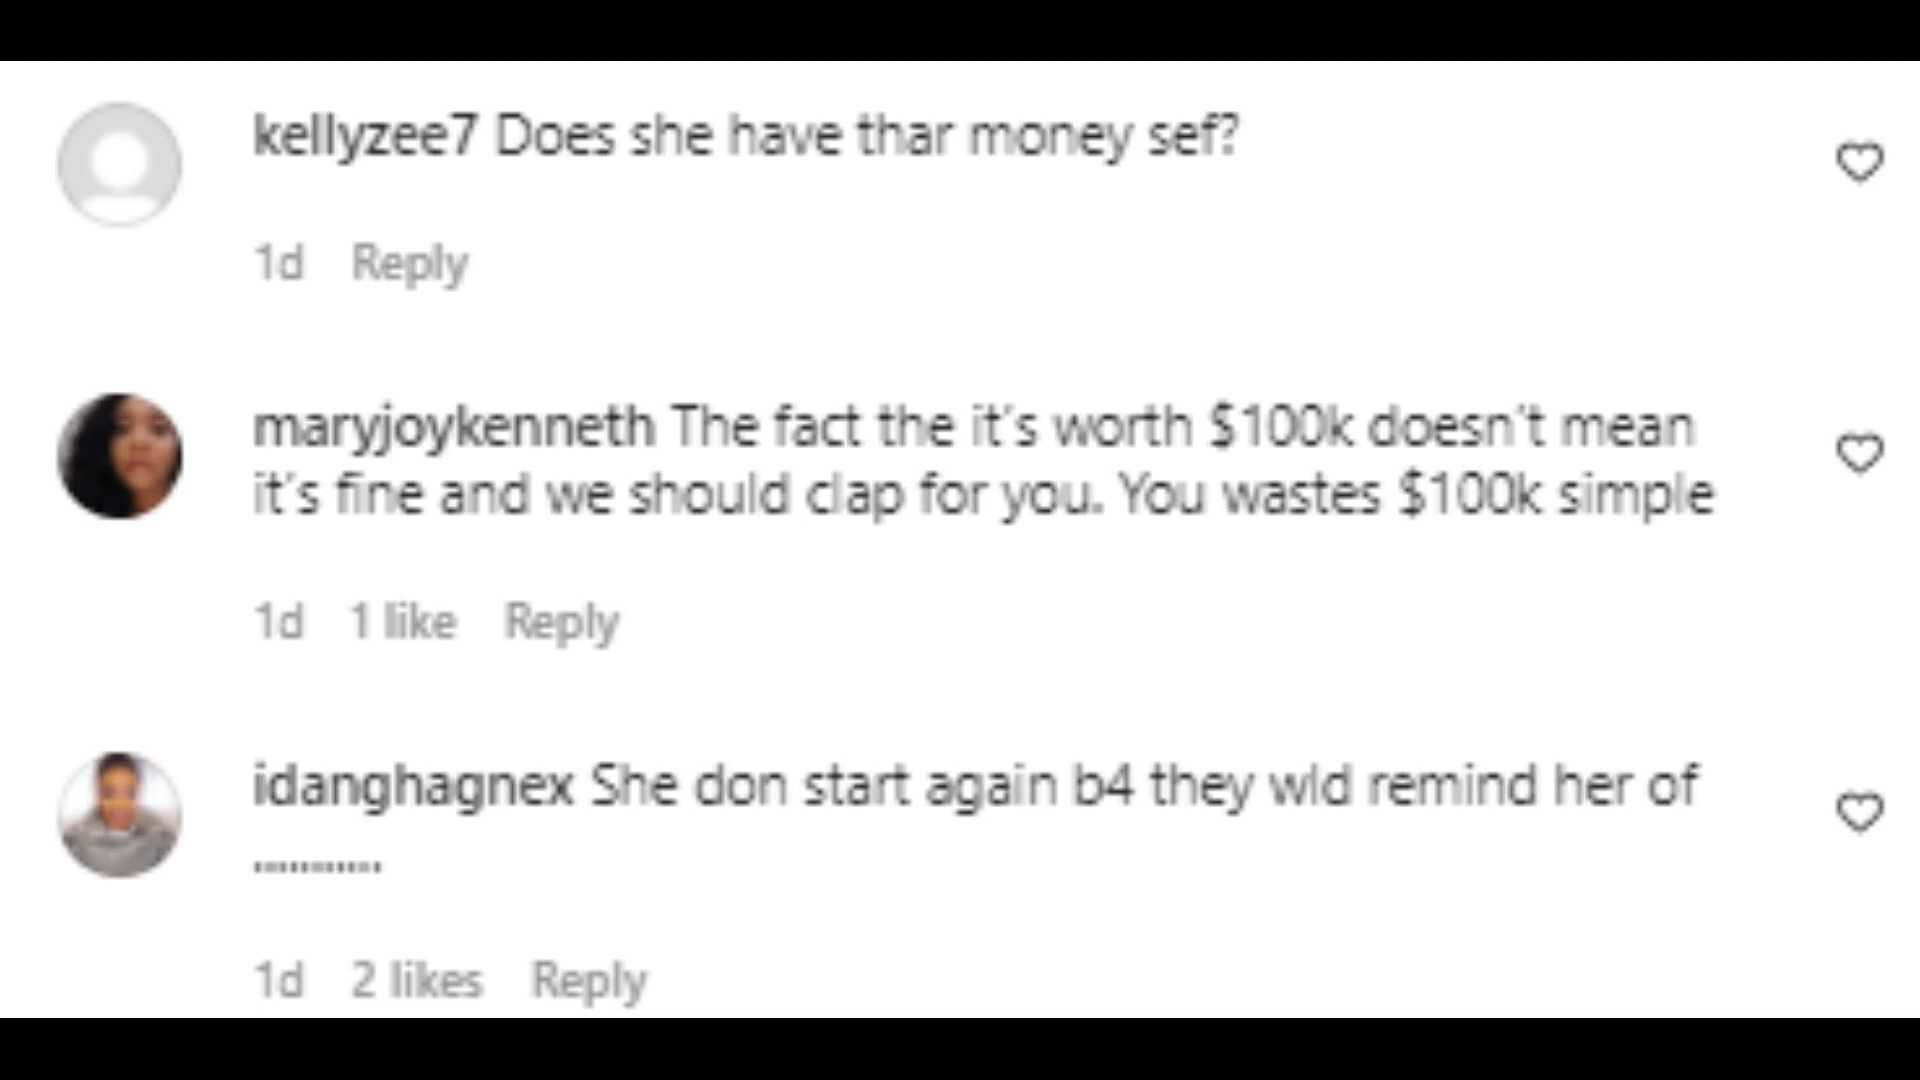 kellyzee7 Does she have thar money sef?
1d Reply
maryjoykenneth The fact the it's worth $100k doesn't mean
it's fine and we should clap for you. You wastes $100k simple
1d 1 like Reply
idanghagnex She don start again b4 they wld remind her of
...........
1d 2 likes Reply